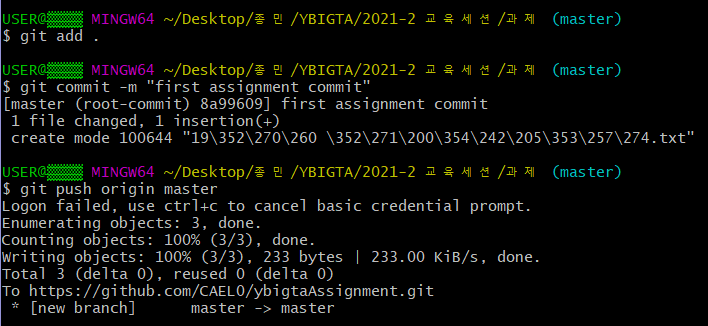 USER@▒▒▒▒ MINGW64 ~/Desktop/종민/YBIGTA/2021-2 교육세션/과제 (master)
$ git add .
USER@▒▒▒▒ MINGW64 ~/Desktop/종민/YBIGTA/2021-2 교육세션/과제 (master)
$ git commit -m "first assignment commit"
[master (root-commit) 8a99609] first assignment commit
1 file changed, 1 insertion(+)
create mode 100644 "19\352\270\260 \352\271\200\354\242\205\353\257\274.txt"
USER@▒▒▒▒ MINGW64 ~/Desktop/종민/YBIGTA/2021-2 교육세션/과제 (master)
$ git push origin master
Logon failed, use ctrl+c to cancel basic credential prompt.
Enumerating objects: 3, done.
Counting objects: 100% (3/3), done.
Writing objects: 100% (3/3), 233 bytes | 233.00 KiB/s, done.
Total 3 (delta 0), reused 0 (delta 0)
To https://github.com/CAELO/ybigtaAssignment.git
* [new branch] master -> master